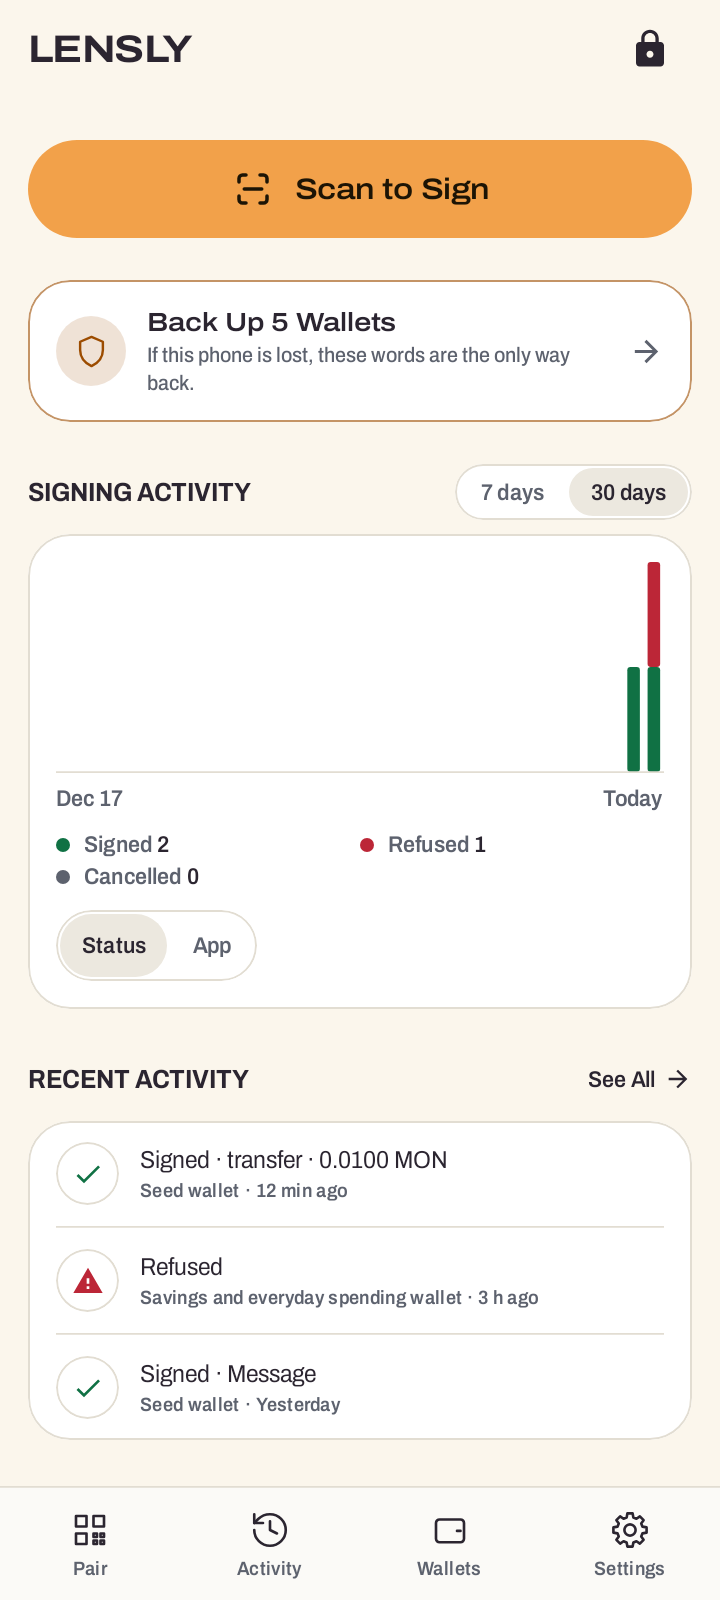 LENSLY
Scan to Sign
Back Up 5 Wallets
If this phone is lost, these words are the only way
back.
SIGNING ACTIVITY
7 days
30 days
Dec 17
Today
Signed 2
Refused 1
Cancelled 0
Status
App
RECENT ACTIVITY
See All
Signed · transfer · 0.0100 MON
Seed wallet · 12 min ago
Refused
Savings and everyday spending wallet · 3 h ago
Signed · Message
Seed wallet · Yesterday
Pair
Activity
Wallets
Settings